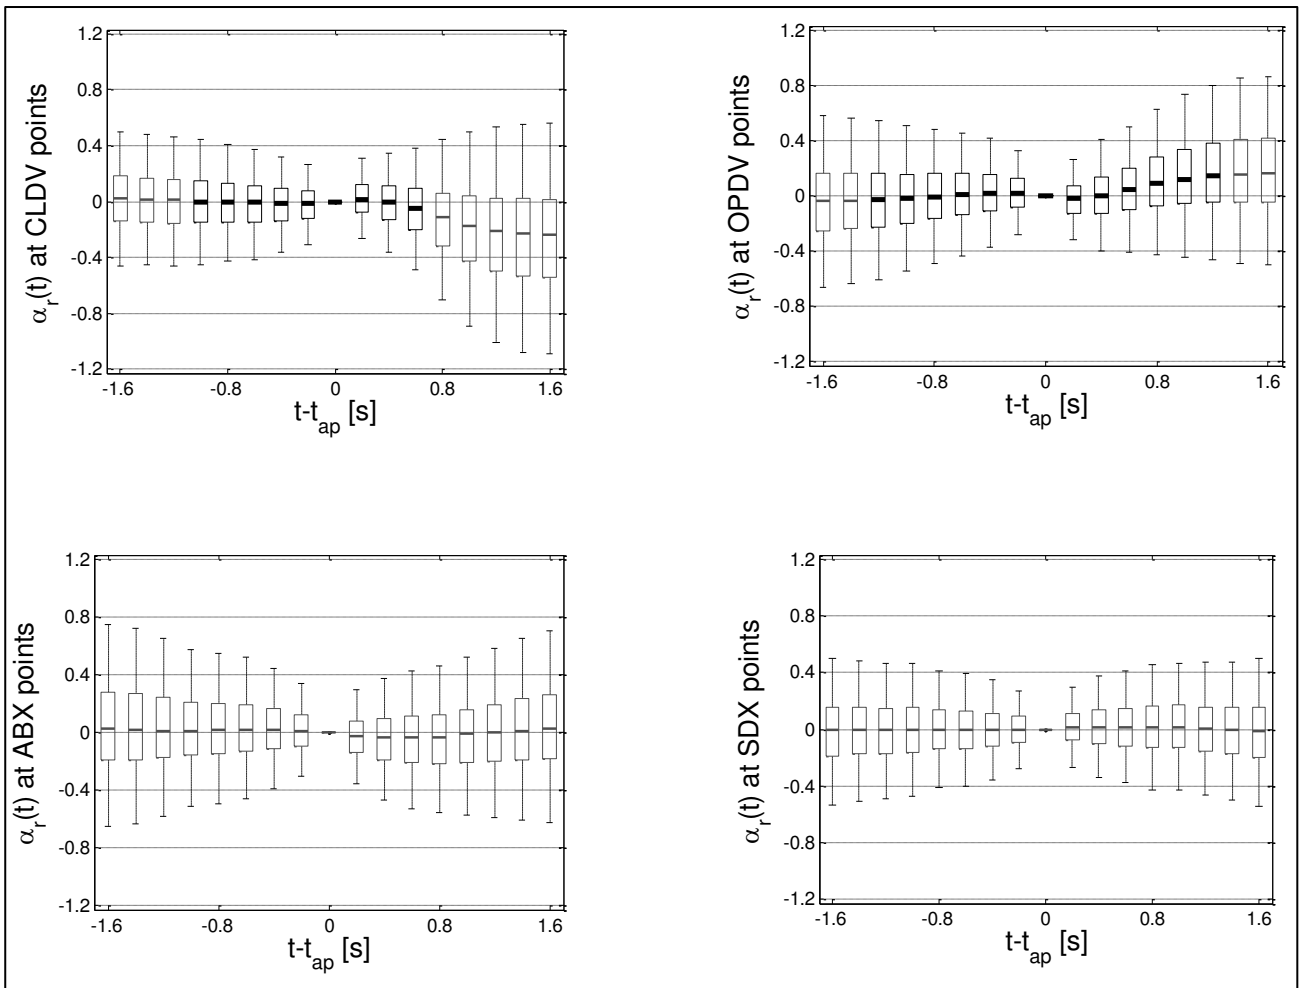 1.2
0.8
0.4
0
-0.4
-0.8
-1.2
-1.6 -0.8 0 0.8 1.6
t-t_ap [s]
α_r(t) at CLDV points
1.2
0.8
0.4
0
-0.4
-0.8
-1.2
-1.6 -0.8 0 0.8 1.6
t-t_ap [s]
α_r(t) at OPDV points
1.2
0.8
0.4
0
-0.4
-0.8
-1.2
-1.6 -0.8 0 0.8 1.6
t-t_ap [s]
α_r(t) at ABX points
1.2
0.8
0.4
0
-0.4
-0.8
-1.2
-1.6 -0.8 0 0.8 1.6
t-t_ap [s]
α_r(t) at SDX points